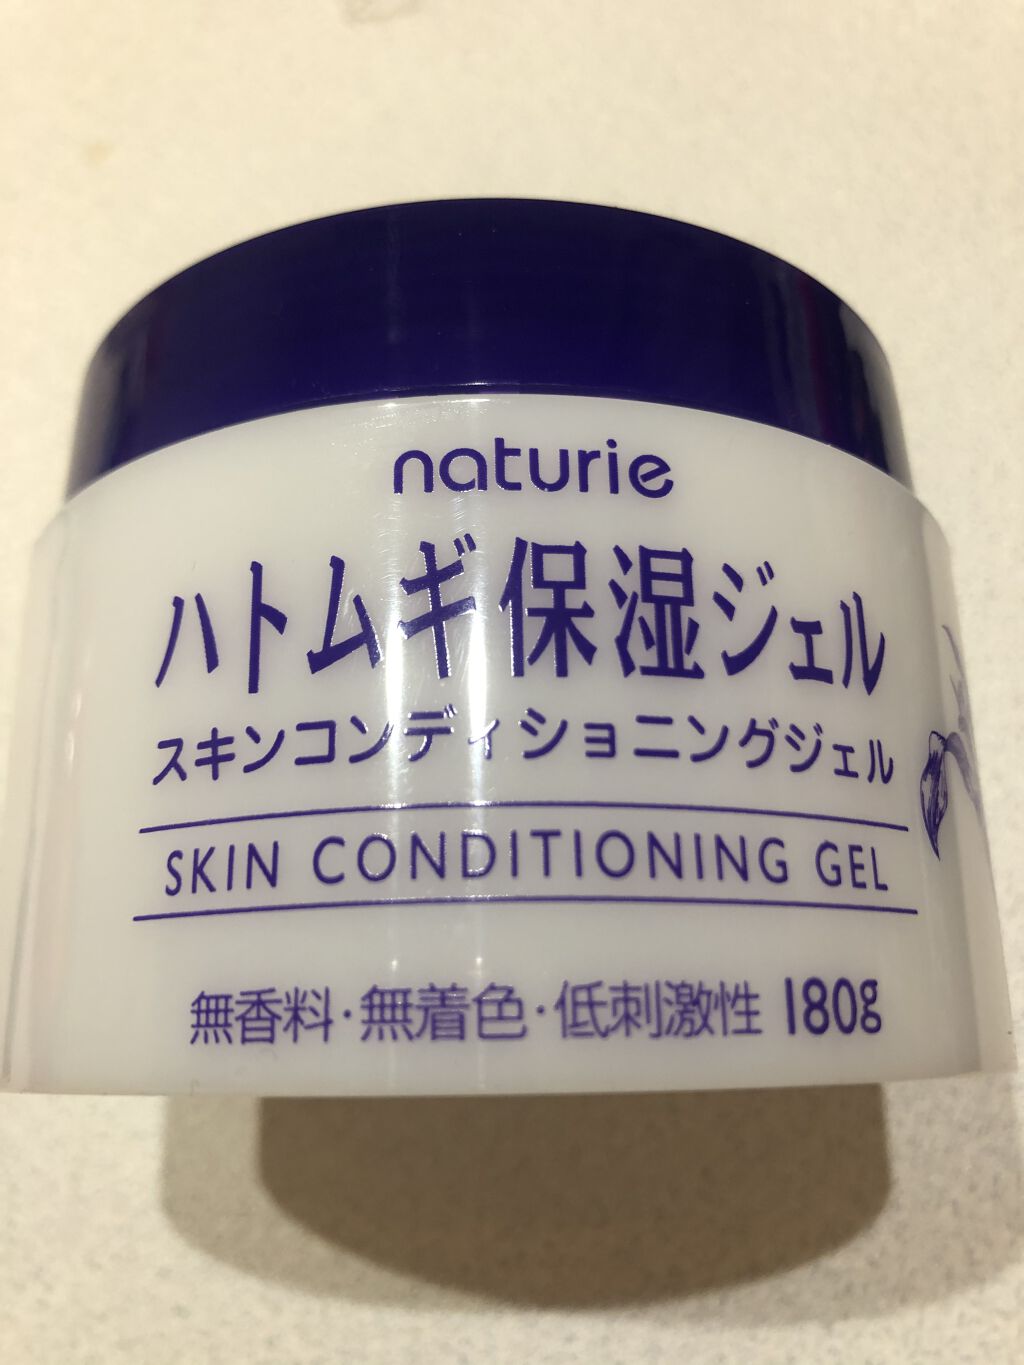 naturie
ハトムギ保湿ジェル
スキンコンディショニングジェル
SKIN CONDITIONING GEL
無香料・無着色・低刺激性 180g